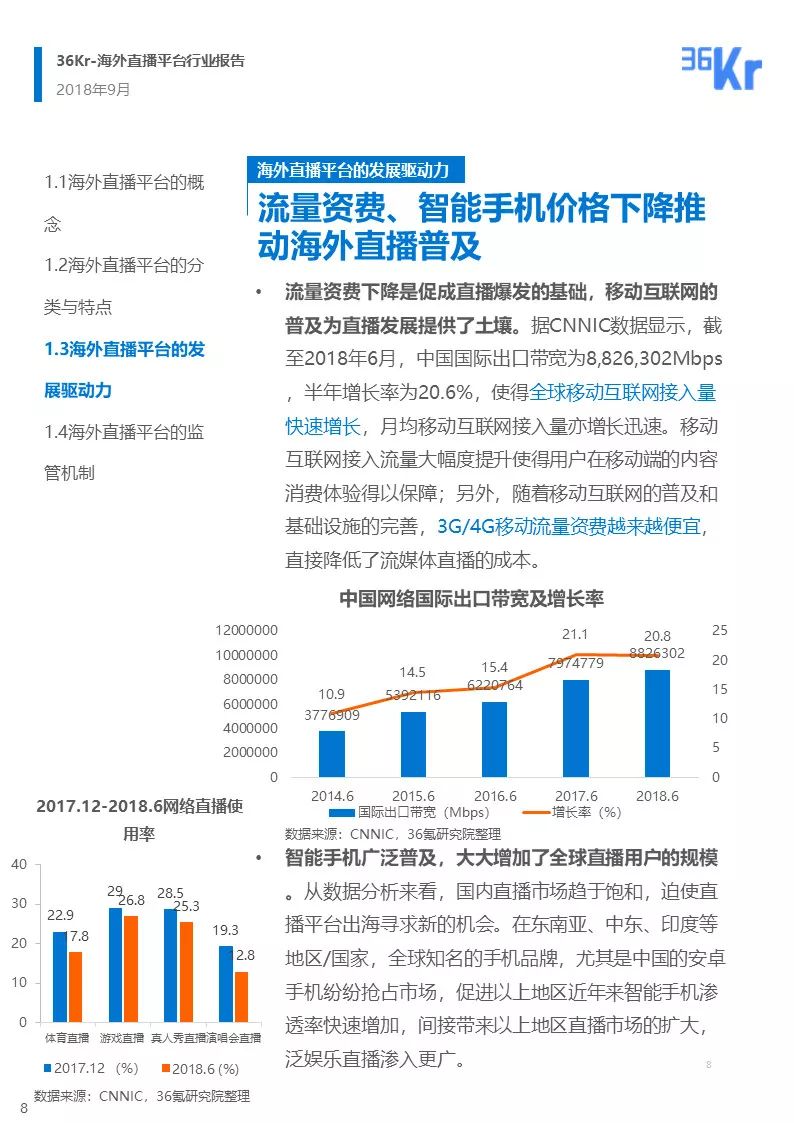 36Kr-海外直播平台行业报告
2018年9月
36Kr
1.1海外直播平台的概
念
1.2海外直播平台的分
类与特点
1.3海外直播平台的发
展驱动力
1.4海外直播平台的监
管机制
海外直播平台的发展驱动力
流量资费、智能手机价格下降推
动海外直播普及
• 流量资费下降是促成直播爆发的基础，移动互联网的
普及为直播发展提供了土壤。据CNNIC数据显示，截
至2018年6月，中国国际出口带宽为8,826,302Mbps
，半年增长率为20.6%，使得全球移动互联网接入量
快速增长，月均移动互联网接入量亦增长迅速。移动
互联网接入流量大幅度提升使得用户在移动端的内容
消费体验得以保障；另外，随着移动互联网的普及和
基础设施的完善，3G/4G移动流量资费越来越便宜，
直接降低了流媒体直播的成本。
中国网络国际出口带宽及增长率
12000000
10000000
8000000
6000000
4000000
2000000
0
25
20
15
10
5
0
10.9
14.5
15.4
21.1
20.8
3776909
5392116
6220764
7974779
8826302
2014.6 2015.6 2016.6 2017.6 2018.6
国际出口带宽（Mbps） 增长率（%）
数据来源：CNNIC，36氪研究院整理
2017.12-2018.6网络直播使
用率
40
30
20
10
0
22.9 29 28.5 19.3
17.8 26.8 25.3 12.8
体育直播 游戏直播 真人秀直播 演唱会直播
2017.12 （%） 2018.6 (%)
数据来源：CNNIC，36氪研究院整理
• 智能手机广泛普及，大大增加了全球直播用户的规模
。从数据分析来看，国内直播市场趋于饱和，迫使直
播平台出海寻求新的机会。在东南亚、中东、印度等
地区/国家，全球知名的手机品牌，尤其是中国的安卓
手机纷纷抢占市场，促进以上地区近年来智能手机渗
透率快速增加，间接带来以上地区直播市场的扩大，
泛娱乐直播渗入更广。
8
8